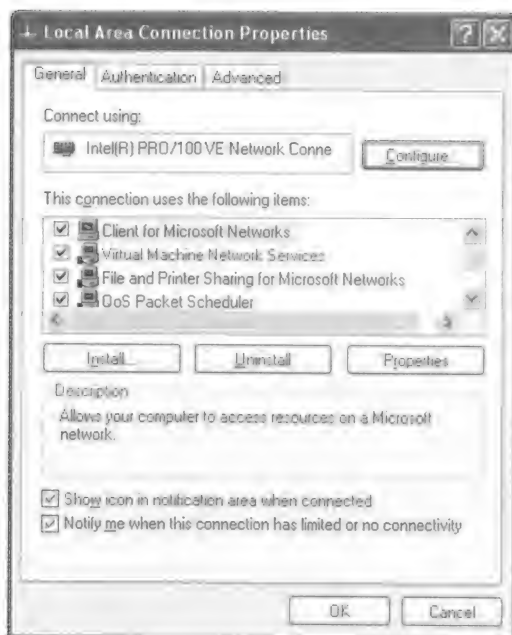 Local Area Connection Properties
General Authentication Advanced
Connect using:
Intel(R) PRO/100 VE Network Conne
Configure...
This connection uses the following items:
Client for Microsoft Networks
Virtual Machine Network Services
File and Printer Sharing for Microsoft Networks
QoS Packet Scheduler
Install... Uninstall Properties
Description
Allows your computer to access resources on a Microsoft
network.
Show icon in notification area when connected
Notify me when this connection has limited or no connectivity
OK Cancel